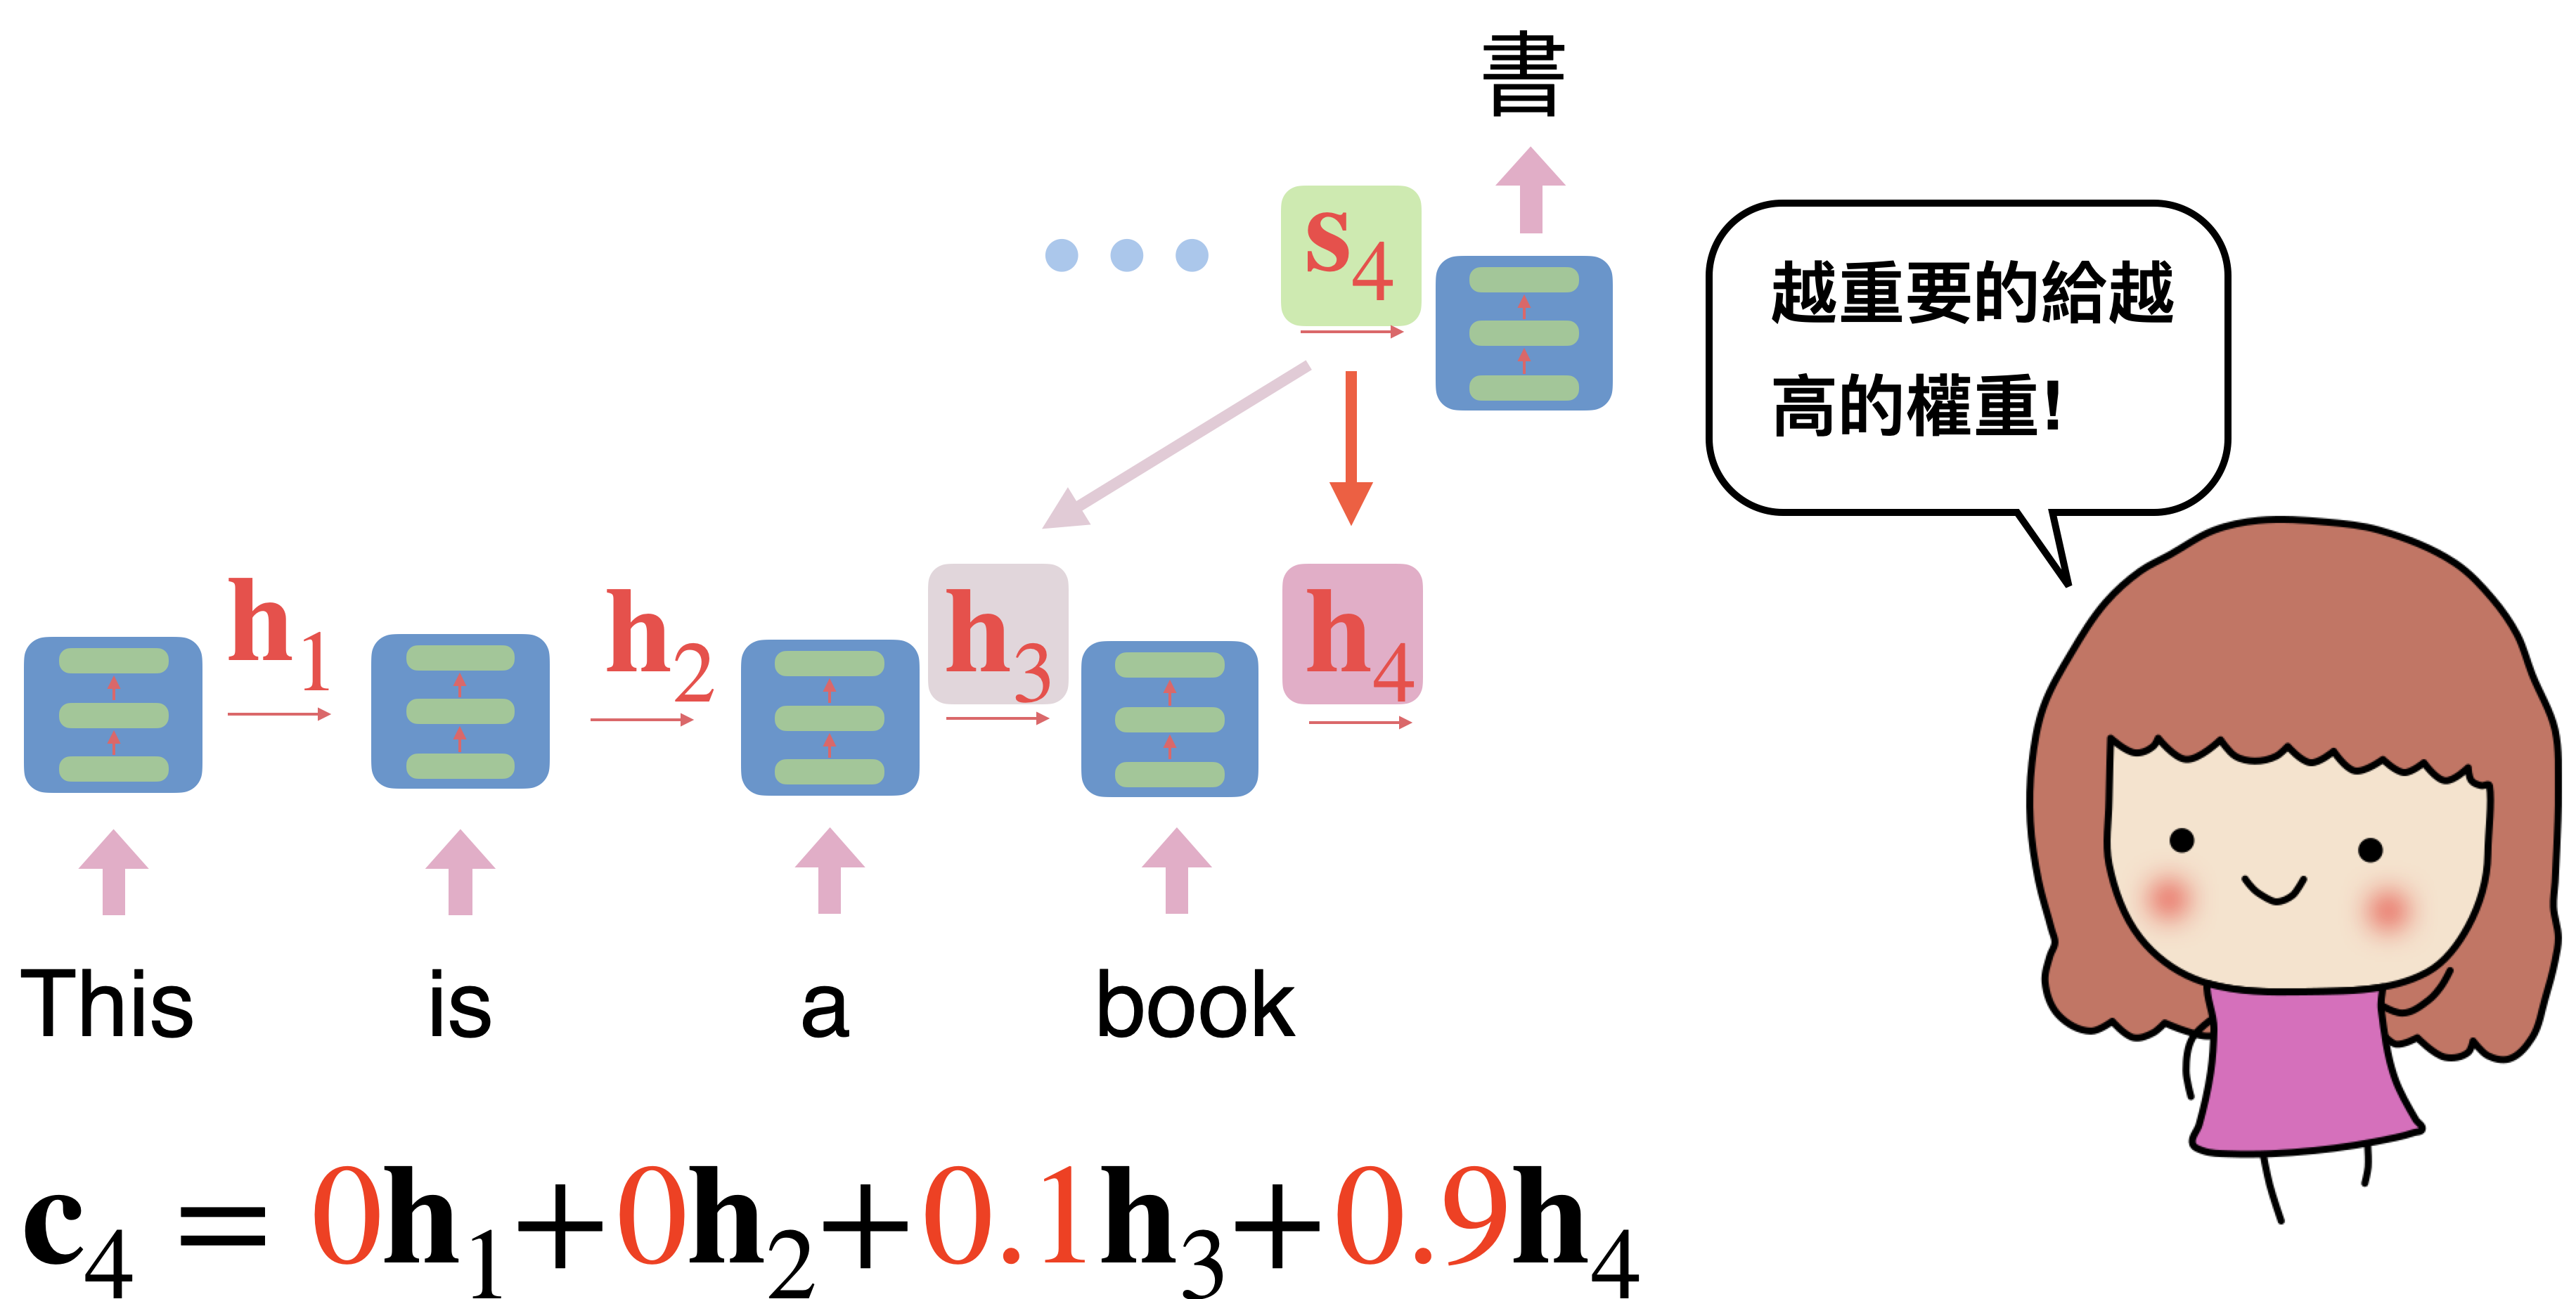 書
s₄
越重要的給越
高的權重!
h₁ h₂ h₃ h₄
This is a book
c₄ = 0h₁+0h₂+0.1h₃+0.9h₄